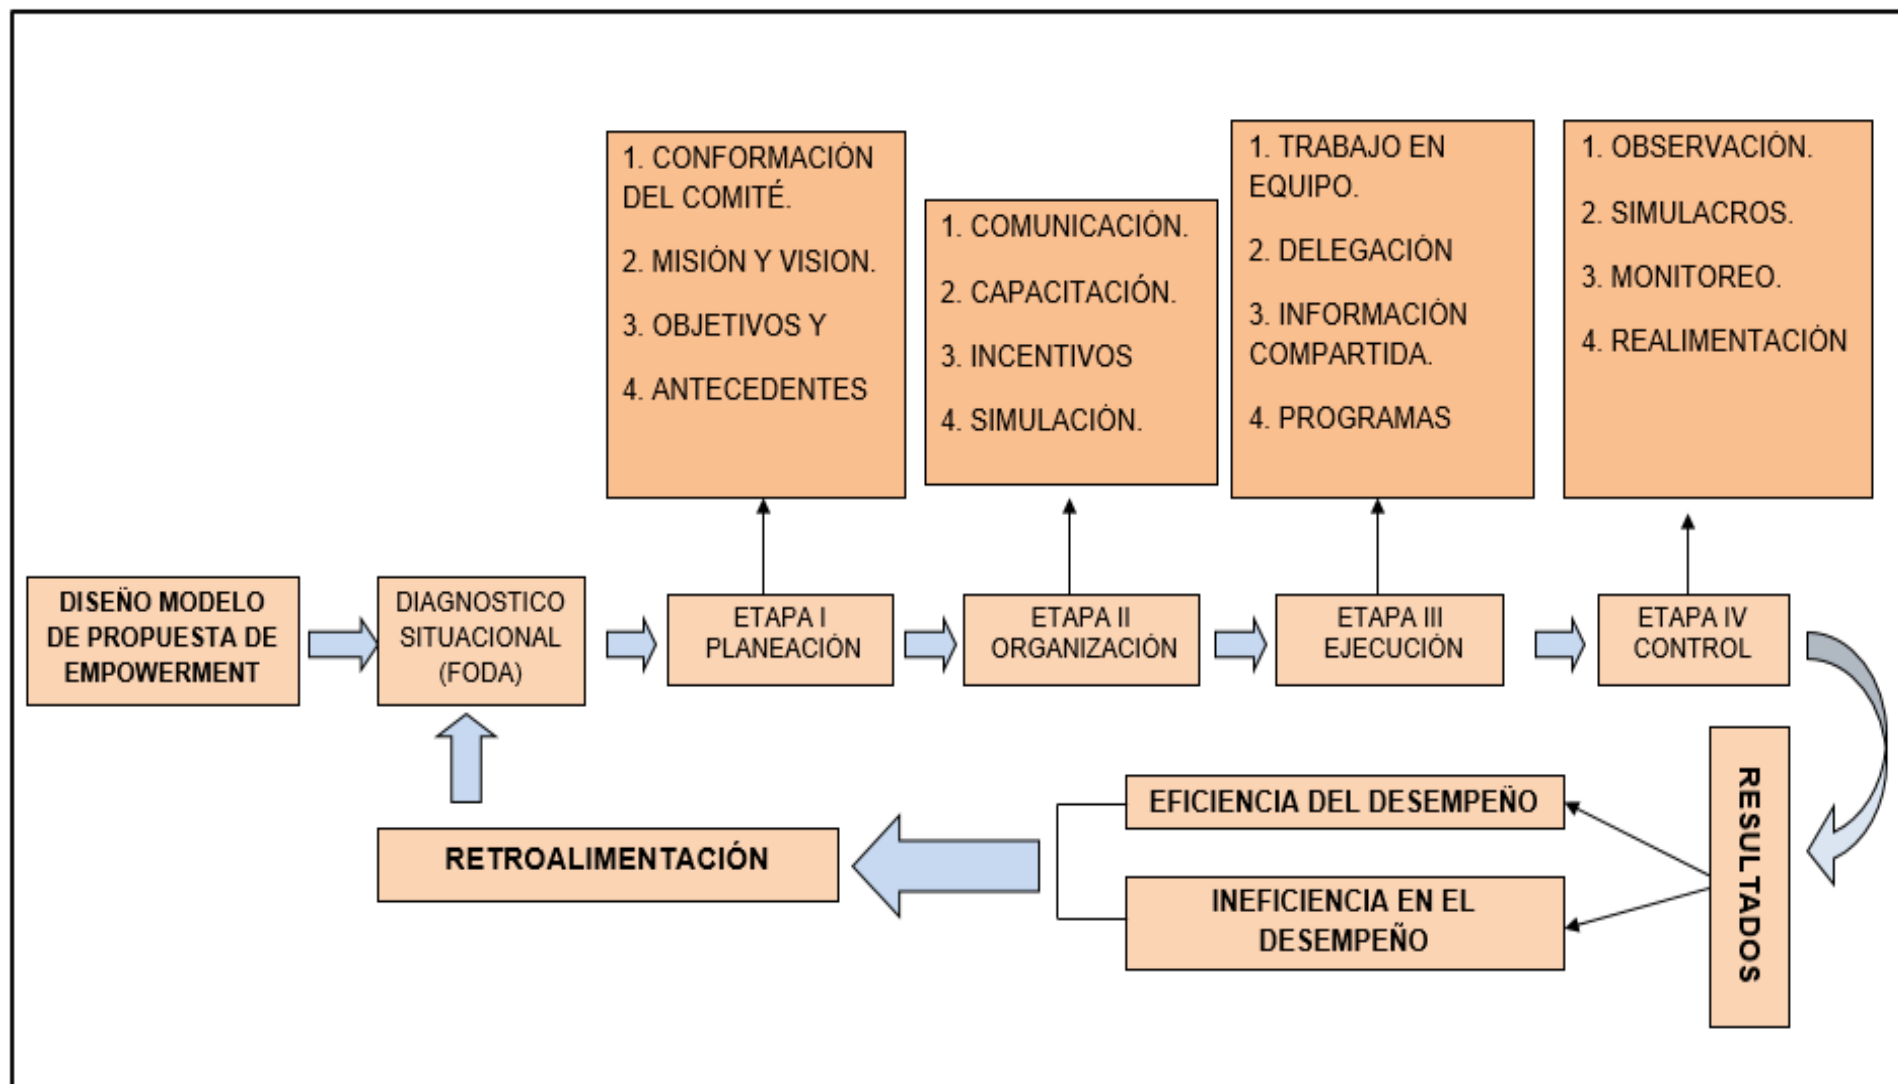 1. CONFORMACIÓN
DEL COMITÉ.
2. MISIÓN Y VISION.
3. OBJETIVOS Y
4. ANTECEDENTES
1. COMUNICACIÓN.
2. CAPACITACIÓN.
3. INCENTIVOS
4. SIMULACIÓN.
1. TRABAJO EN
EQUIPO.
2. DELEGACIÓN
3. INFORMACIÓN
COMPARTIDA.
4. PROGRAMAS
1. OBSERVACIÓN.
2. SIMULACROS.
3. MONITOREO.
4. REALIMENTACIÓN
DISEÑO MODELO
DE PROPUESTA DE
EMPOWERMENT
DIAGNOSTICO
SITUACIONAL
(FODA)
ETAPA I
PLANEACIÓN
ETAPA II
ORGANIZACIÓN
ETAPA III
EJECUCIÓN
ETAPA IV
CONTROL
RESULTADOS
EFICIENCIA DEL DESEMPEÑO
INEFICIENCIA EN EL
DESEMPEÑO
RETROALIMENTACIÓN